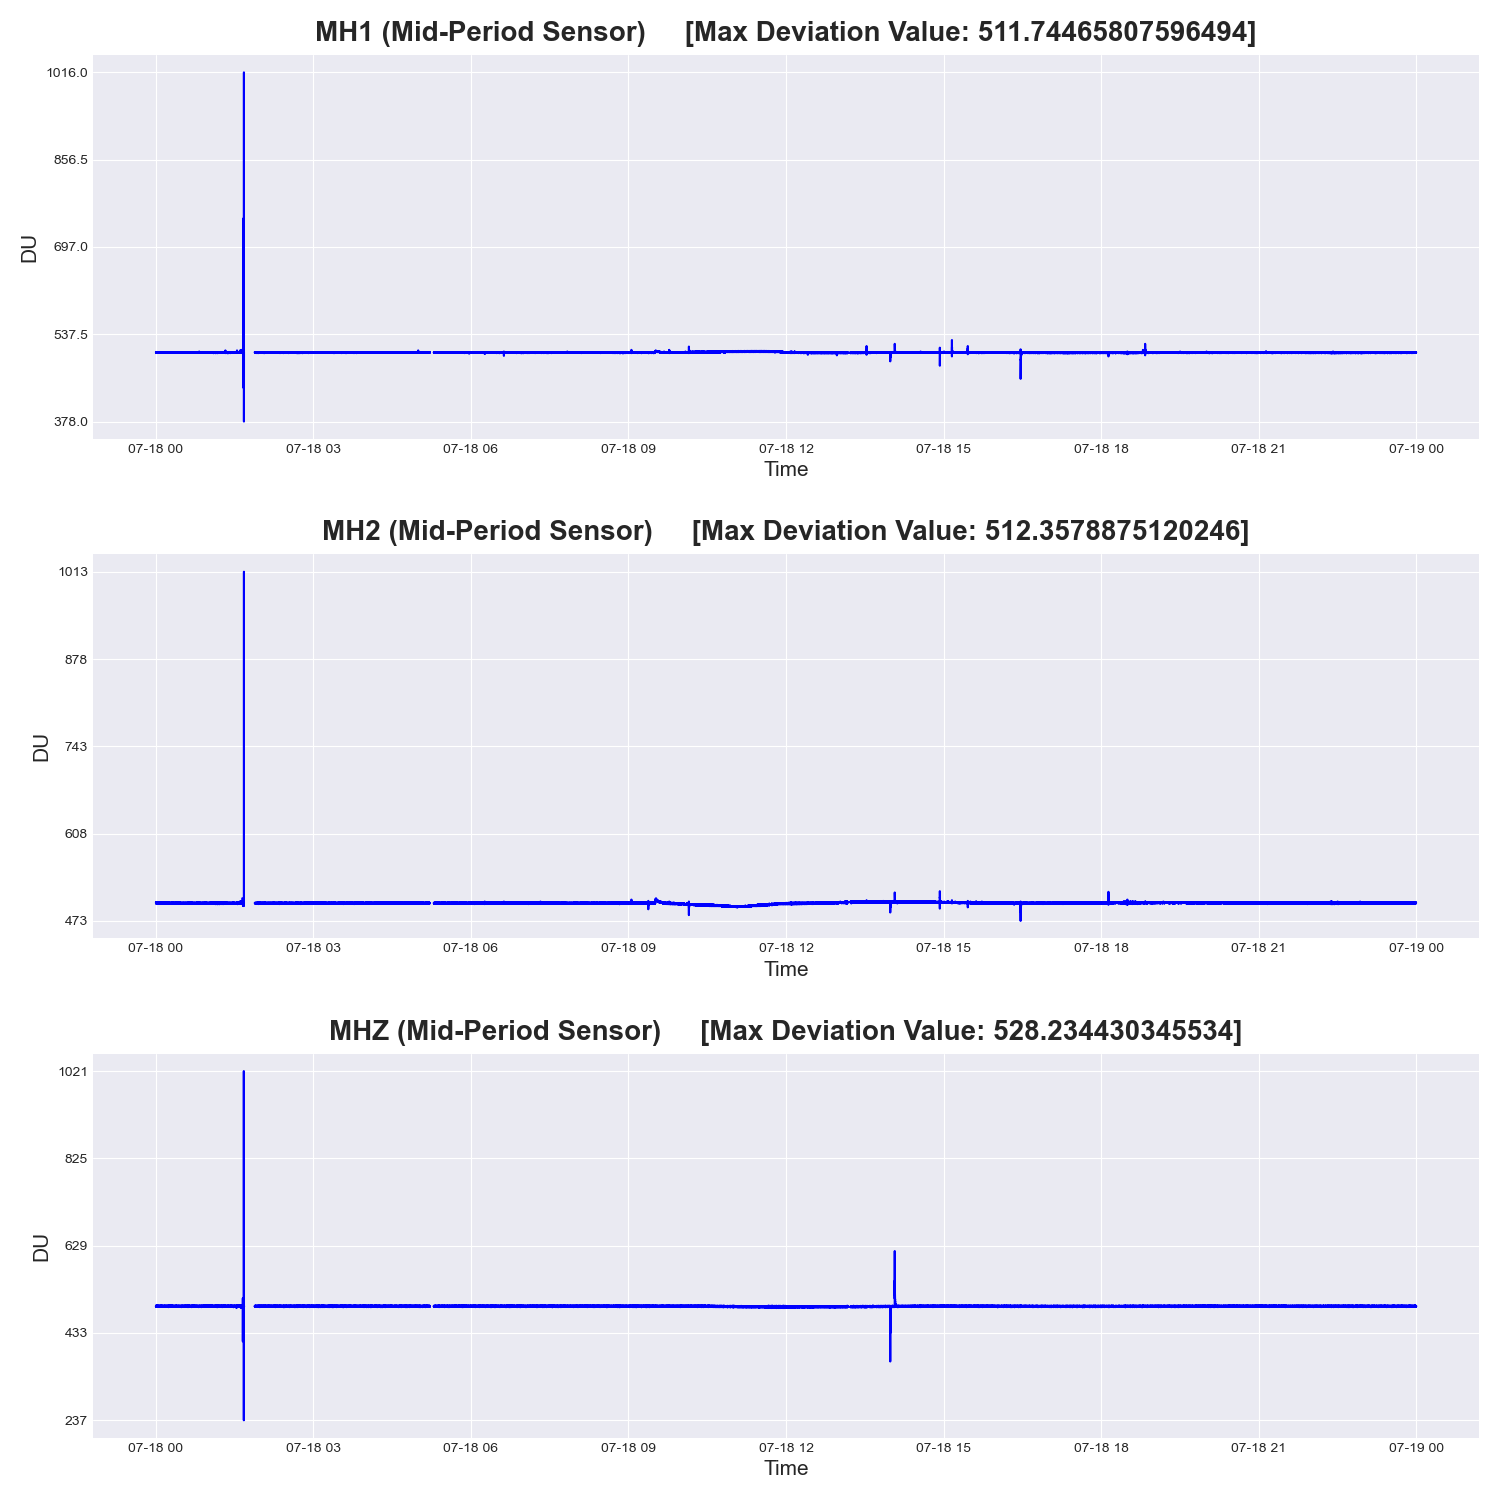 MH1 (Mid-Period Sensor) [Max Deviation Value: 511.74465807596494]
1016.0
856.5
697.0
537.5
378.0
DU
07-18 00 07-18 03 07-18 06 07-18 09 07-18 12 07-18 15 07-18 18 07-18 21 07-19 00
Time
MH2 (Mid-Period Sensor) [Max Deviation Value: 512.3578875120246]
1013
878
743
608
473
DU
07-18 00 07-18 03 07-18 06 07-18 09 07-18 12 07-18 15 07-18 18 07-18 21 07-19 00
Time
MHZ (Mid-Period Sensor) [Max Deviation Value: 528.234430345534]
1021
825
629
433
237
DU
07-18 00 07-18 03 07-18 06 07-18 09 07-18 12 07-18 15 07-18 18 07-18 21 07-19 00
Time